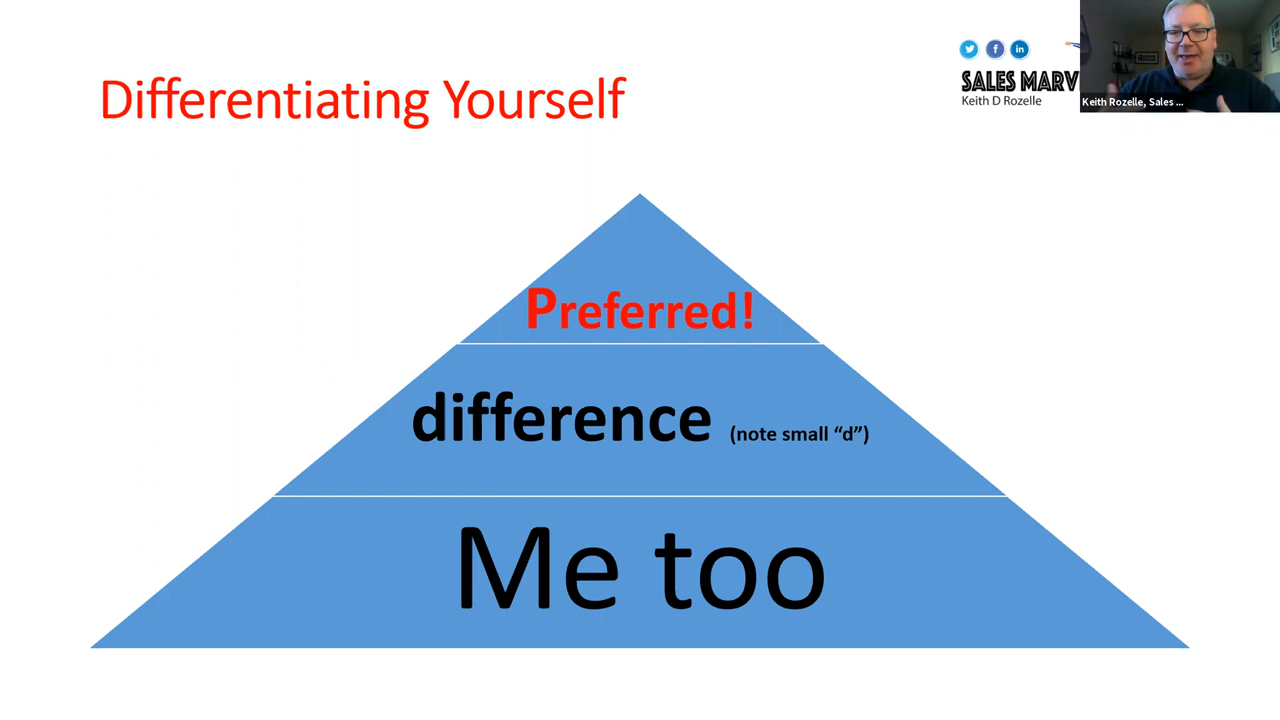 Differentiating Yourself
SALES MARV
Keith D Rozelle
Keith Rozelle, Sales ...
Preferred!
difference (note small “d”)
Me too